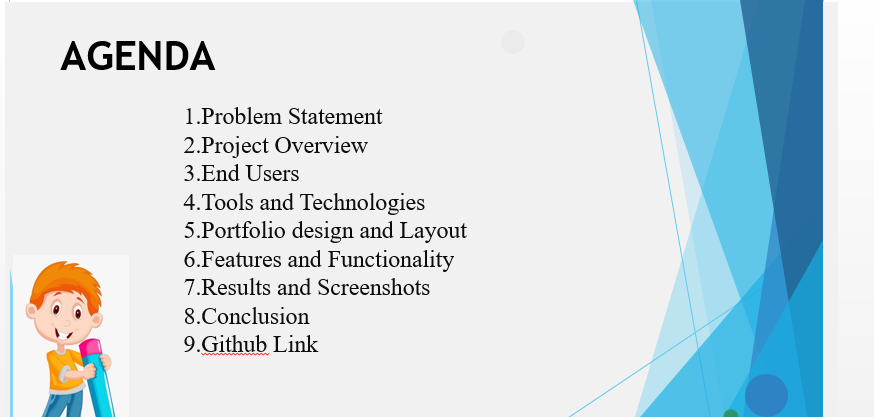 AGENDA
1.Problem Statement
2.Project Overview
3.End Users
4.Tools and Technologies
5.Portfolio design and Layout
6.Features and Functionality
7.Results and Screenshots
8.Conclusion
9.Github Link